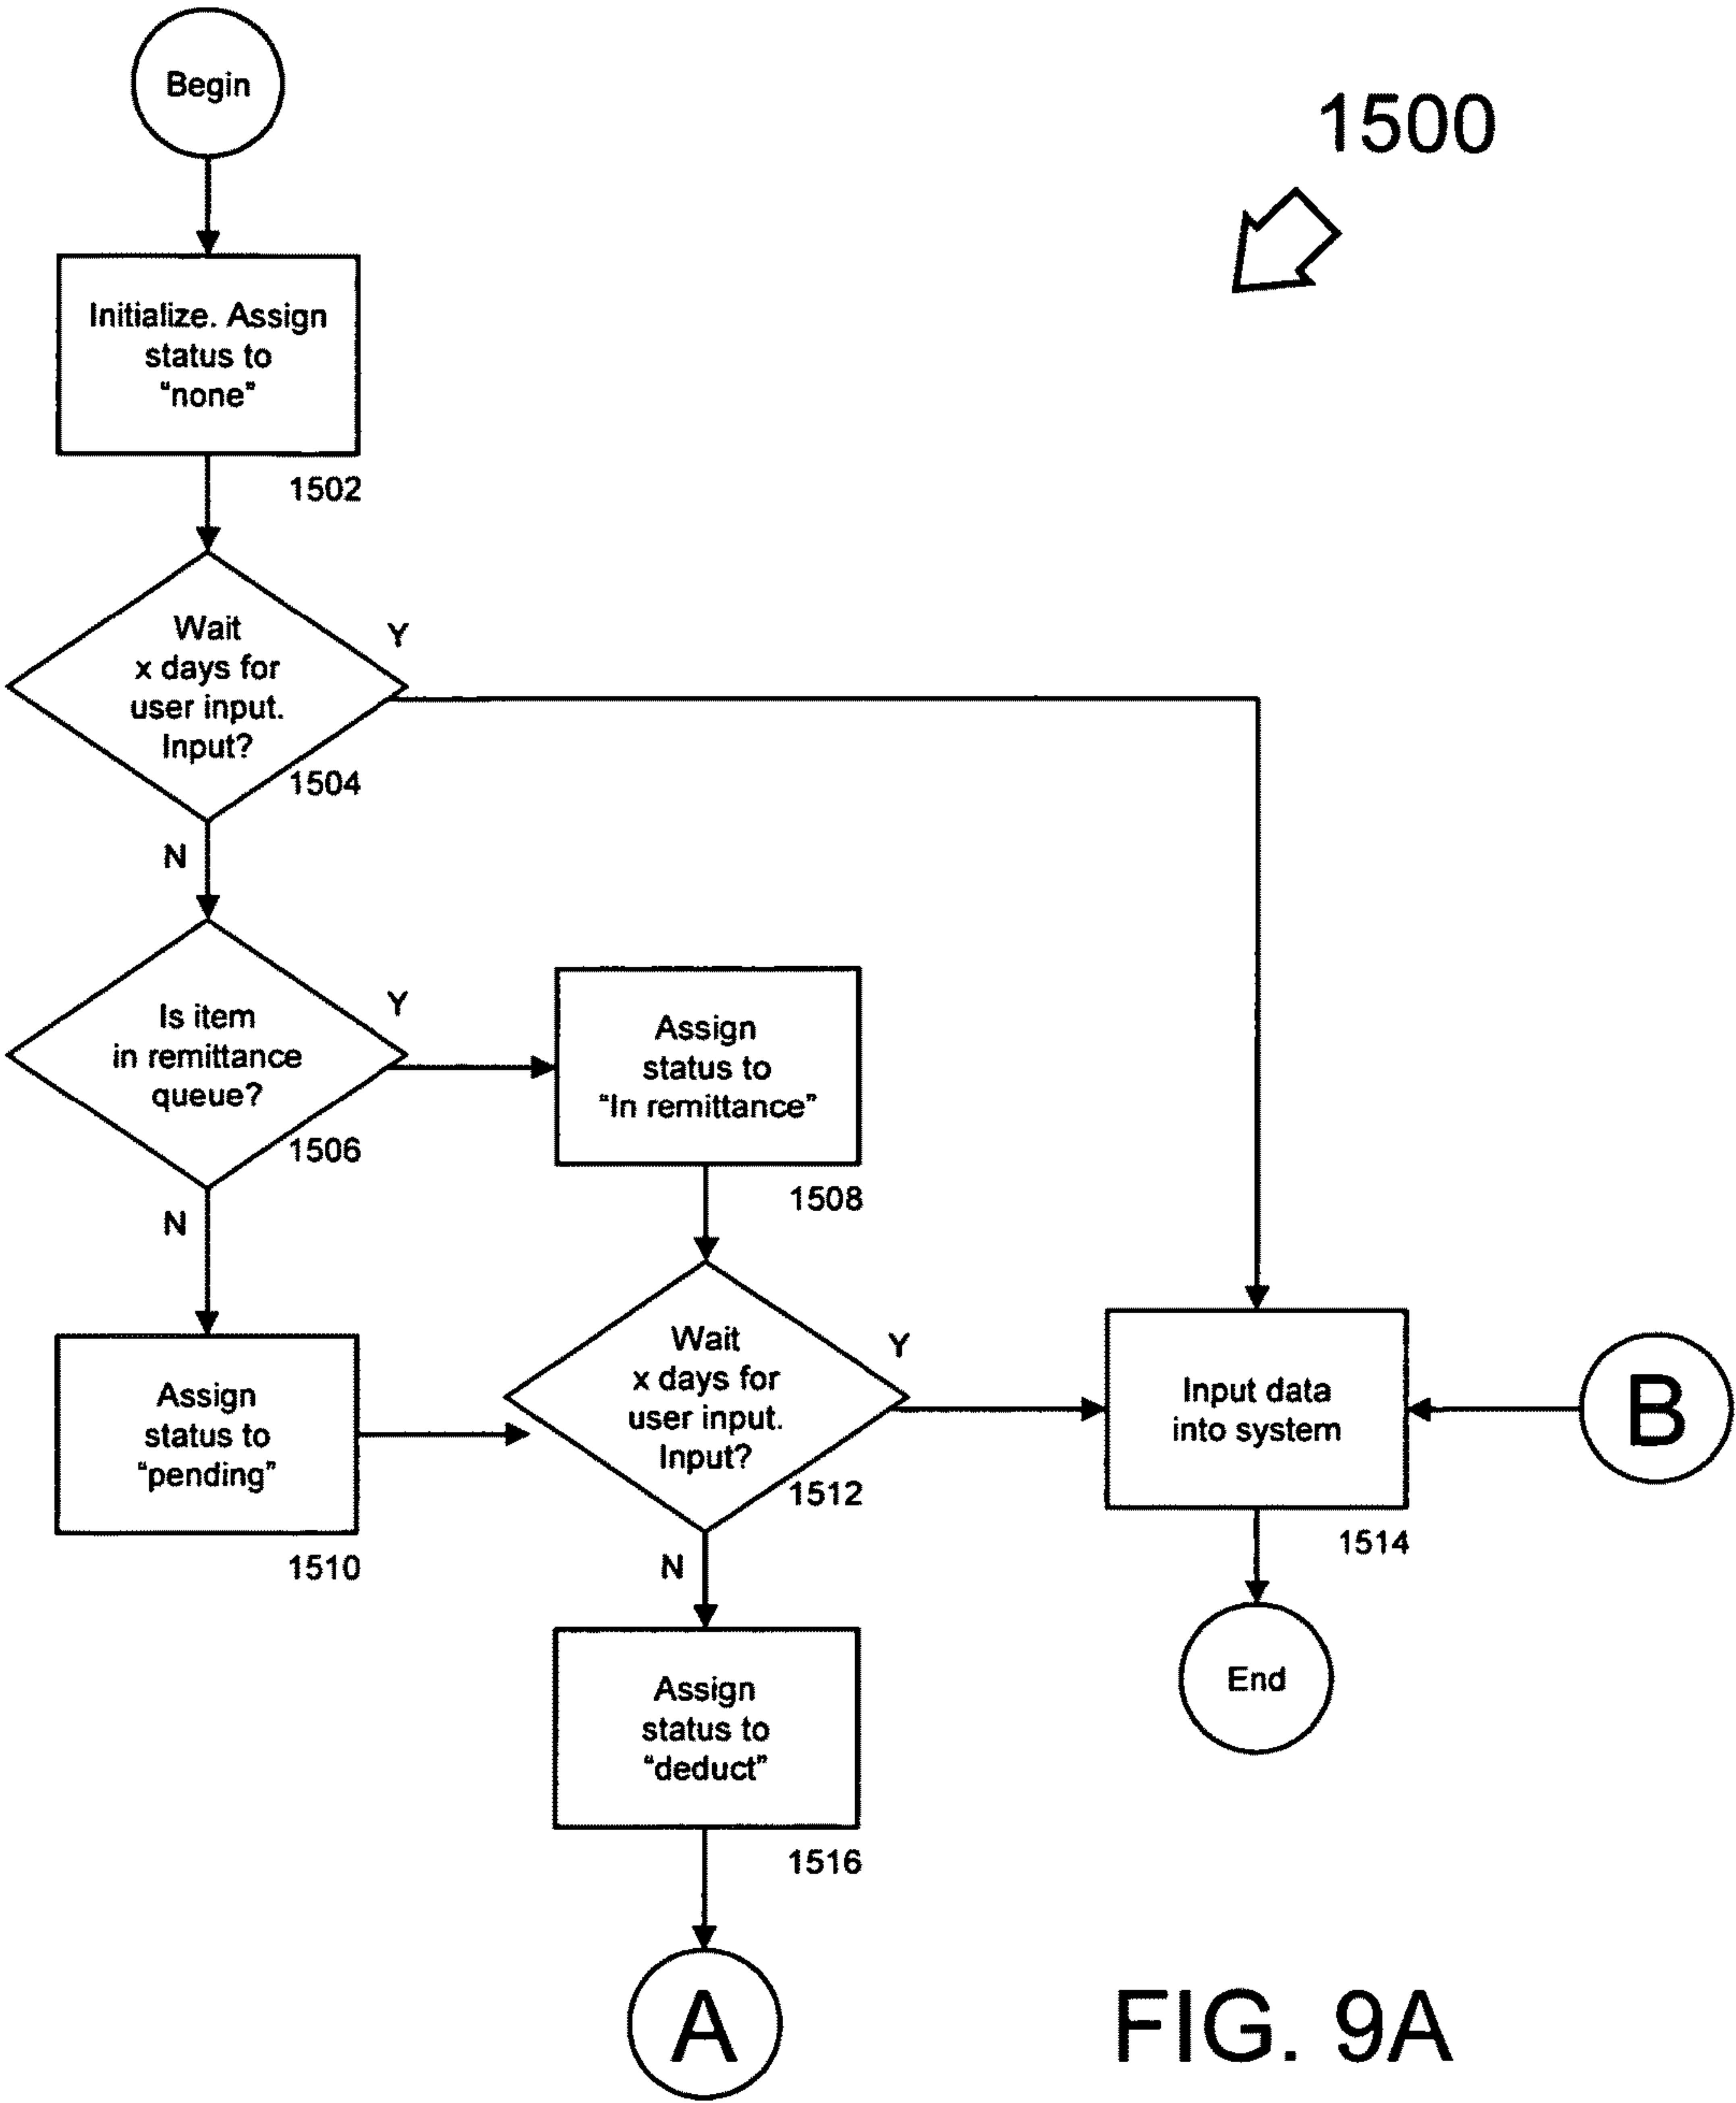 Begin
1500
Initialize. Assign
status to
“none”
1502
Wait
x days for
user input.
Input?
Y
1504
N
Is item
in remittance
queue?
Y
1506
N
Assign
status to
“In remittance”
1508
Assign
status to
“pending”
1510
Wait
x days for
user input.
Input?
Y
1512
N
Input data
into system
1514
B
End
Assign
status to
“deduct”
1516
A
FIG. 9A